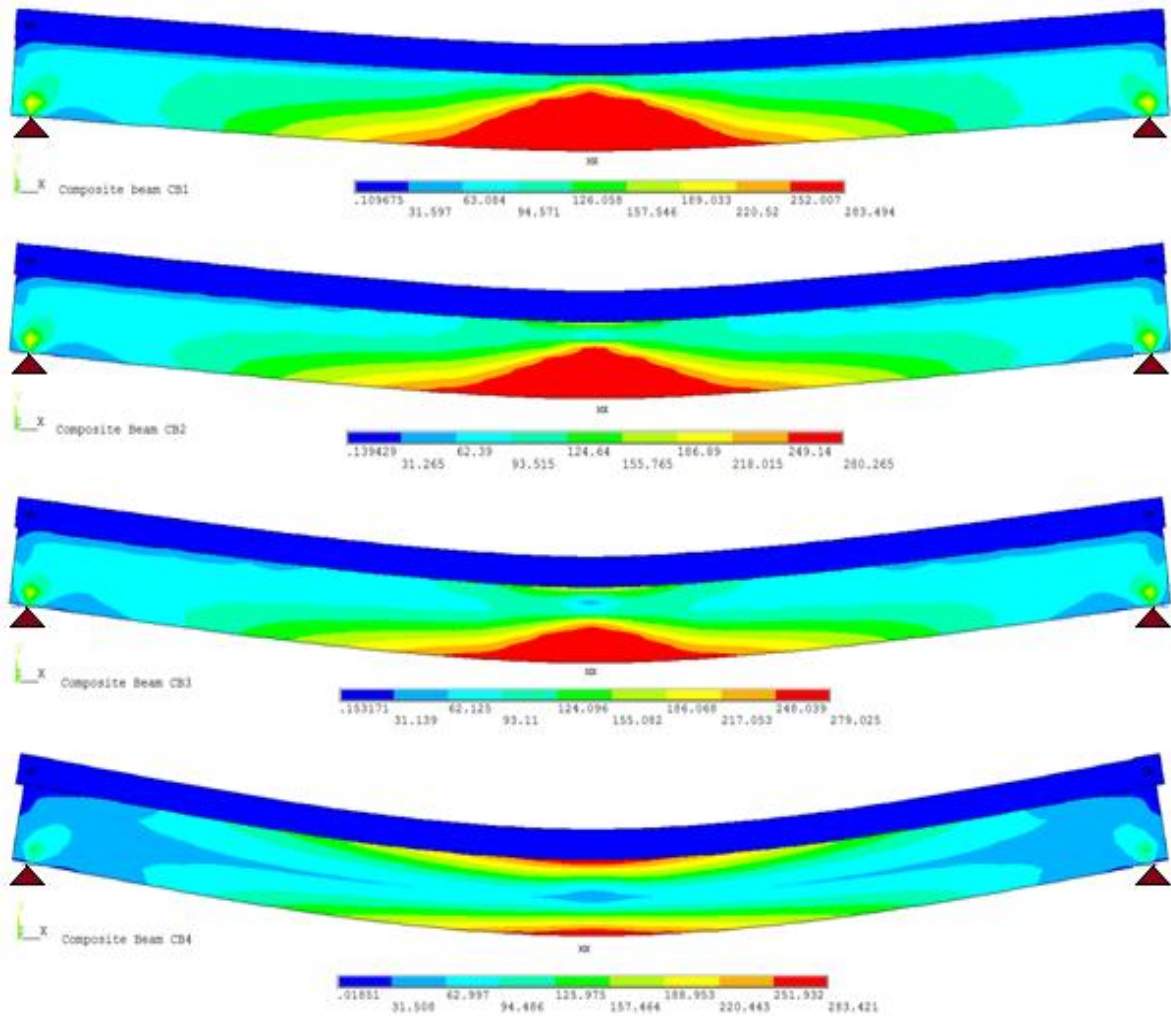 X
Composite beam CB1
MX
.109675 63.084 126.058 189.033 252.007
31.597 94.571 157.546 220.52 283.494
X
Composite Beam CB2
MX
.139429 62.39 124.64 186.89 249.14
31.265 93.515 155.765 218.015 280.265
X
Composite Beam CB3
MX
.153171 62.125 124.096 186.068 248.039
31.139 93.11 155.082 217.053 279.025
X
Composite Beam CB4
MX
.01851 62.997 125.975 188.953 251.932
31.508 94.486 157.464 220.443 283.421